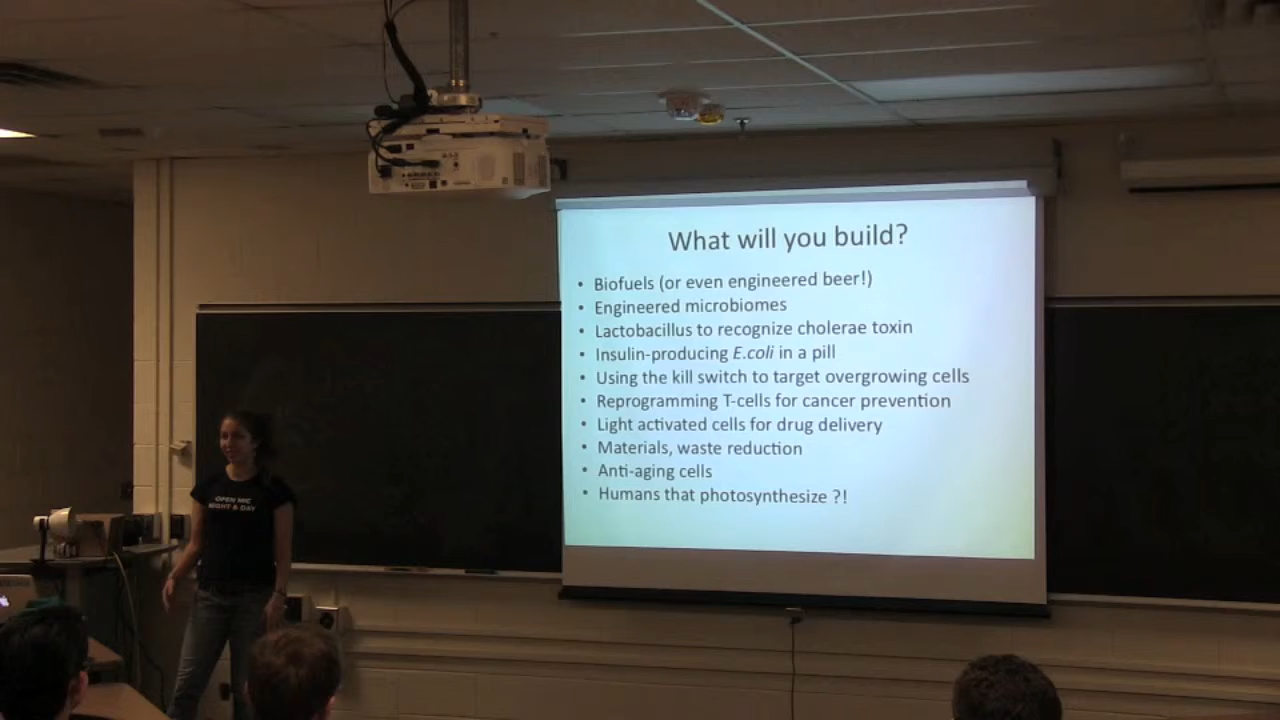 What will you build?
• Biofuels (or even engineered beer!)
• Engineered microbiomes
• Lactobacillus to recognize cholerae toxin
• Insulin-producing E.coli in a pill
• Using the kill switch to target overgrowing cells
• Reprogramming T-cells for cancer prevention
• Light activated cells for drug delivery
• Materials, waste reduction
• Anti-aging cells
• Humans that photosynthesize ?!
OPEN MIC
NIGHT & DAY